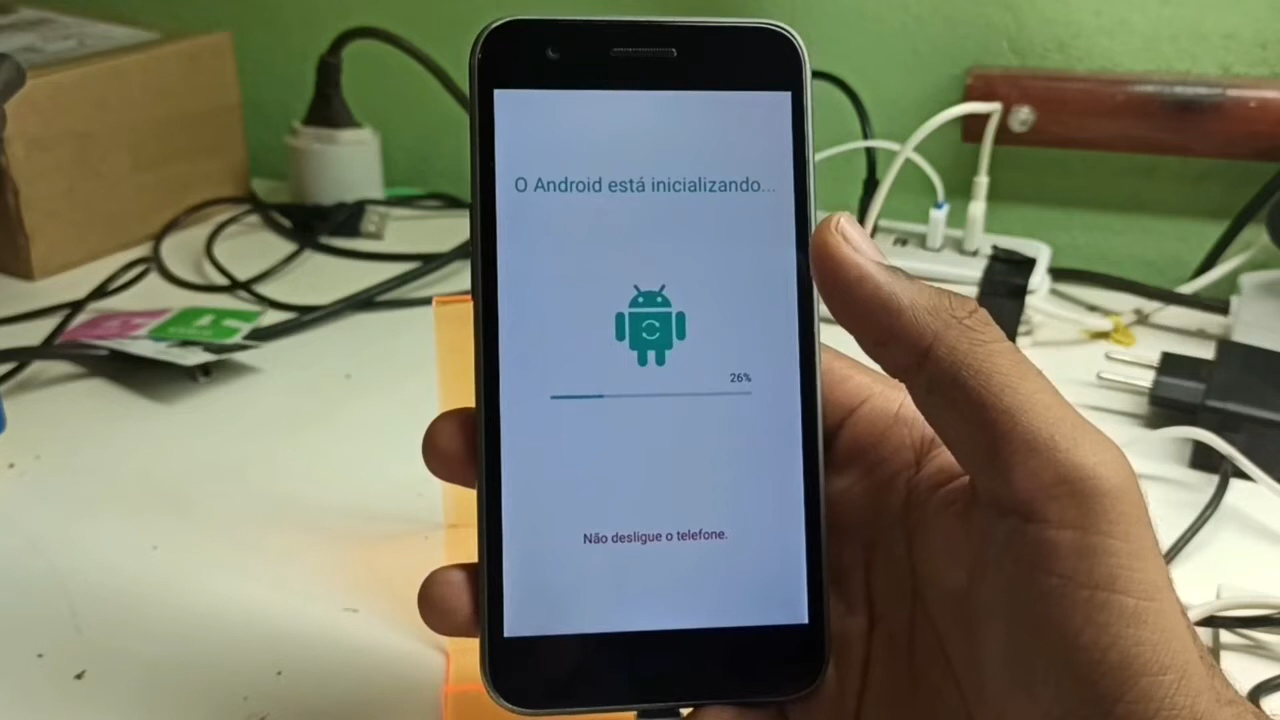 O Android está inicializando...
26%
Não desligue o telefone.